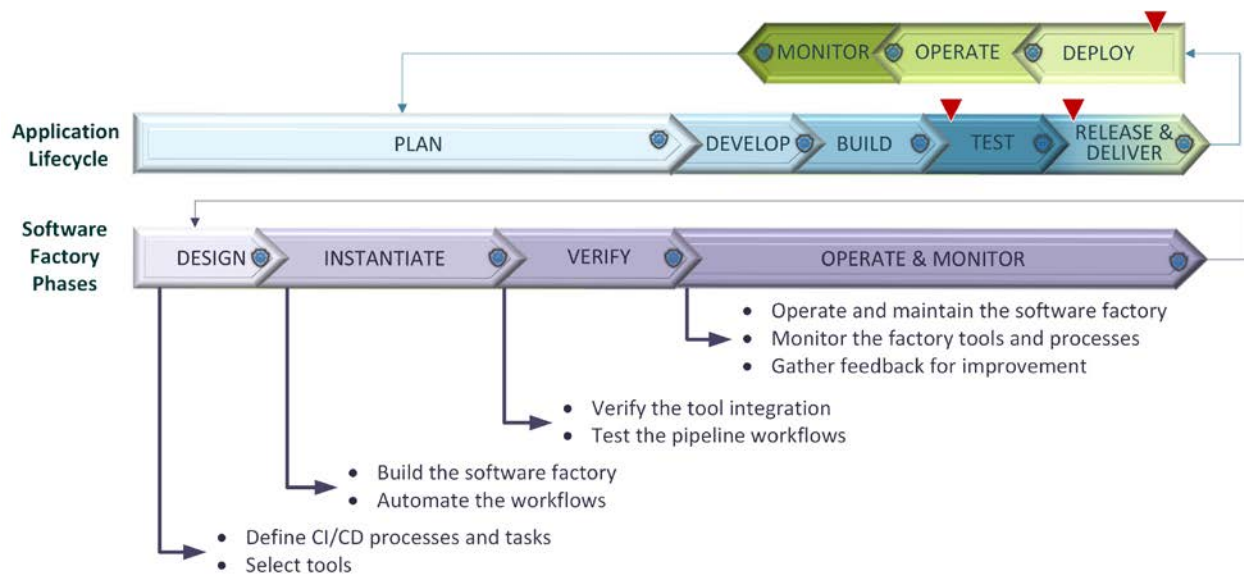 MONITOR OPERATE DEPLOY
Application
Lifecycle
PLAN DEVELOP BUILD TEST RELEASE &
DELIVER
Software
Factory
Phases
DESIGN INSTANTIATE VERIFY OPERATE & MONITOR
• Operate and maintain the software factory
• Monitor the factory tools and processes
• Gather feedback for improvement
• Verify the tool integration
• Test the pipeline workflows
• Build the software factory
• Automate the workflows
• Define CI/CD processes and tasks
• Select tools